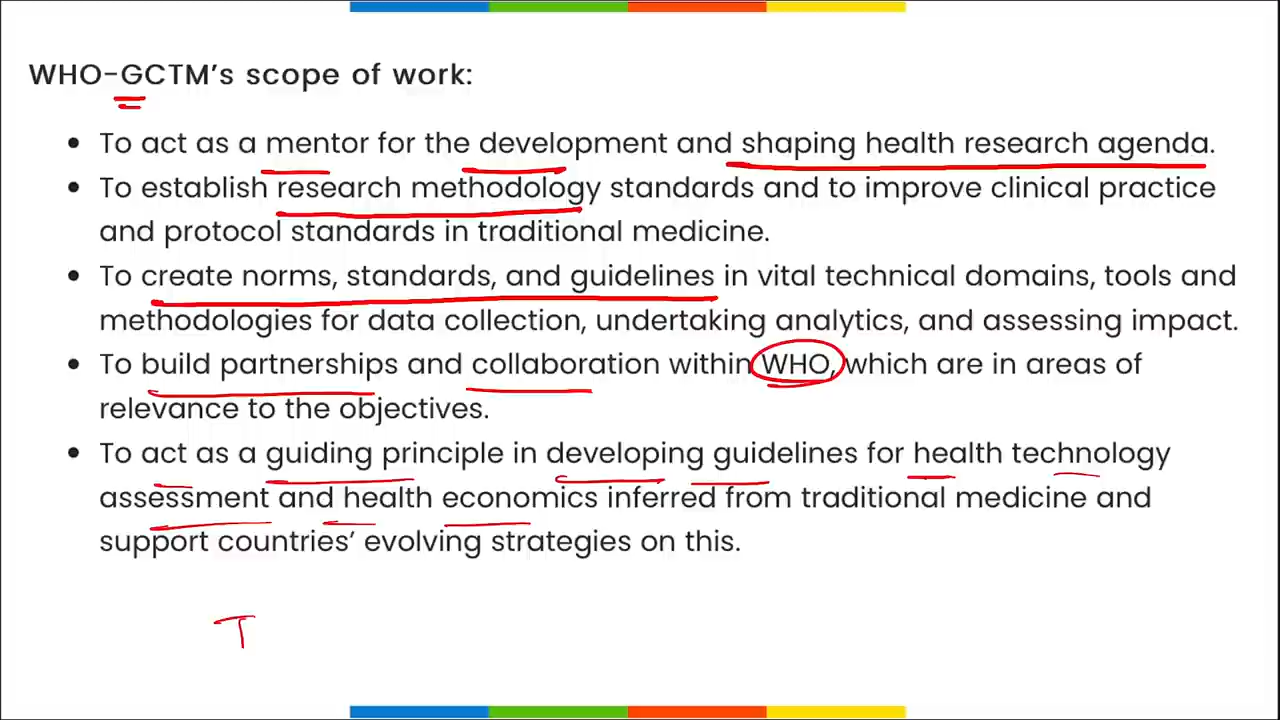 WHO-GCTM's scope of work:
• To act as a mentor for the development and shaping health research agenda.
• To establish research methodology standards and to improve clinical practice
and protocol standards in traditional medicine.
• To create norms, standards, and guidelines in vital technical domains, tools and
methodologies for data collection, undertaking analytics, and assessing impact.
• To build partnerships and collaboration within WHO, which are in areas of
relevance to the objectives.
• To act as a guiding principle in developing guidelines for health technology
assessment and health economics inferred from traditional medicine and
support countries’ evolving strategies on this.
T